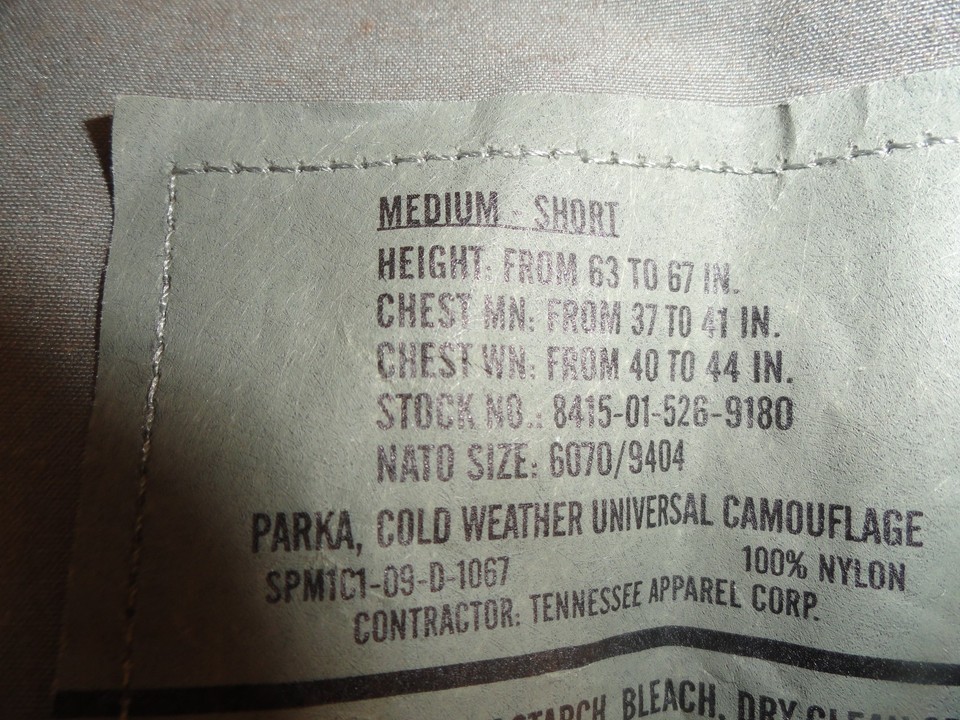 MEDIUM - SHORT
HEIGHT: FROM 63 TO 67 IN.
CHEST MN: FROM 37 TO 41 IN.
CHEST WN: FROM 40 TO 44 IN.
STOCK NO.: 8415-01-526-9180
NATO SIZE: 6070/9404
PARKA, COLD WEATHER UNIVERSAL CAMOUFLAGE
SPM1C1-09-D-1067 100% NYLON
CONTRACTOR: TENNESSEE APPAREL CORP.
STARCH, BLEACH, DRY